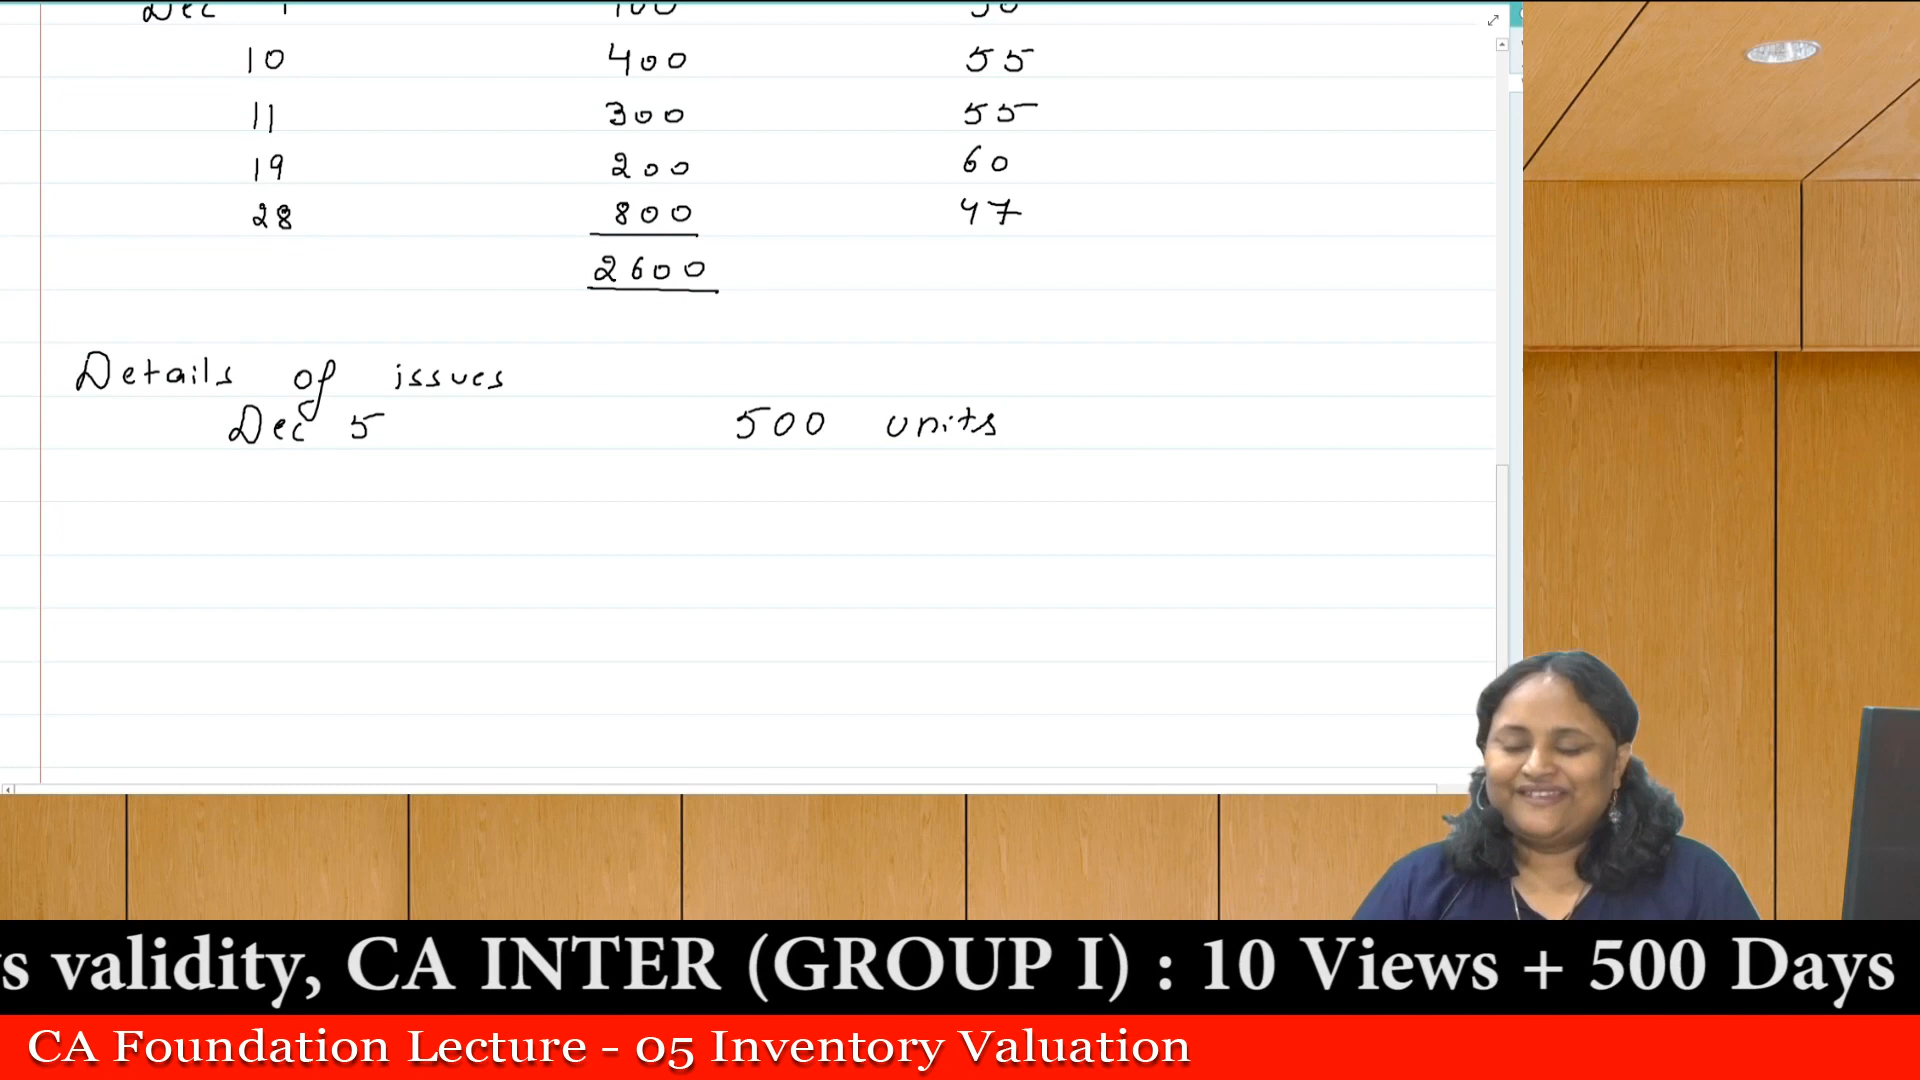 Dec
10 400 55
11 300 55
19 200 60
28 800 47
2600
Details of issues
Dec 5 500 units
validity, CA INTER (GROUP I) : 10 Views + 500 Days
CA Foundation Lecture - 05 Inventory Valuation